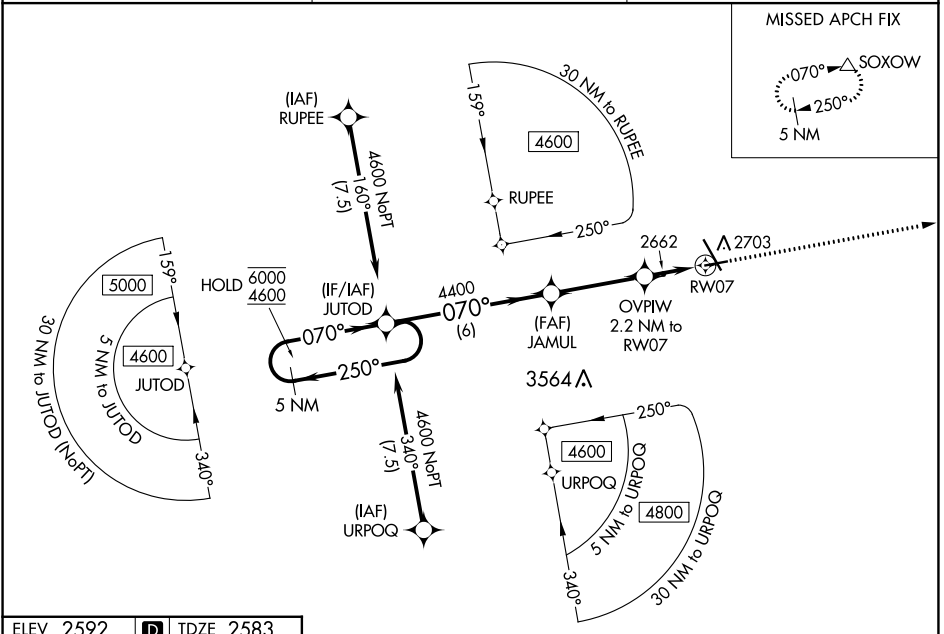 MISSED APCH FIX
SOXOW
070°
250°
5 NM
(IAF)
RUPEE
4600 NoPT
160°
(7.5)
159°
30 NM to RUPEE
4600
RUPEE
250°
159°
5000
4600
JUTOD
5 NM to JUTOD
30 NM to JUTOD (NoPT)
340°
HOLD 6000
4600
(IF/IAF)
JUTOD
070°
250°
5 NM
4400
070°
(6)
(FAF)
JAMUL
2662
OVPIW
2.2 NM to
RW07
2703
RW07
3564
4600 NoPT
340°
(7.5)
(IAF)
URPOQ
250°
4600
URPOQ
5 NM to URPOQ
4800
30 NM to URPOQ
340°
ELEV 2592 D TDZE 2583